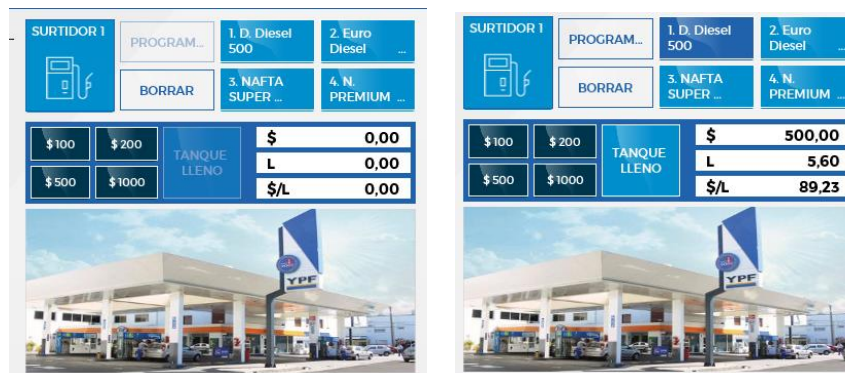 SURTIDOR 1
PROGRAM...
1. D. Diesel
500
2. Euro
Diesel ...
BORRAR
3. NAFTA
SUPER ...
4. N.
PREMIUM ...
$100
$200
TANQUE
LLENO
$500
$1000
$ 0,00
L 0,00
$/L 0,00
YPF
SURTIDOR 1
PROGRAM...
1. D. Diesel
500
2. Euro
Diesel ...
BORRAR
3. NAFTA
SUPER ...
4. N.
PREMIUM ...
$100
$200
TANQUE
LLENO
$500
$1000
$ 500,00
L 5,60
$/L 89,23
YPF